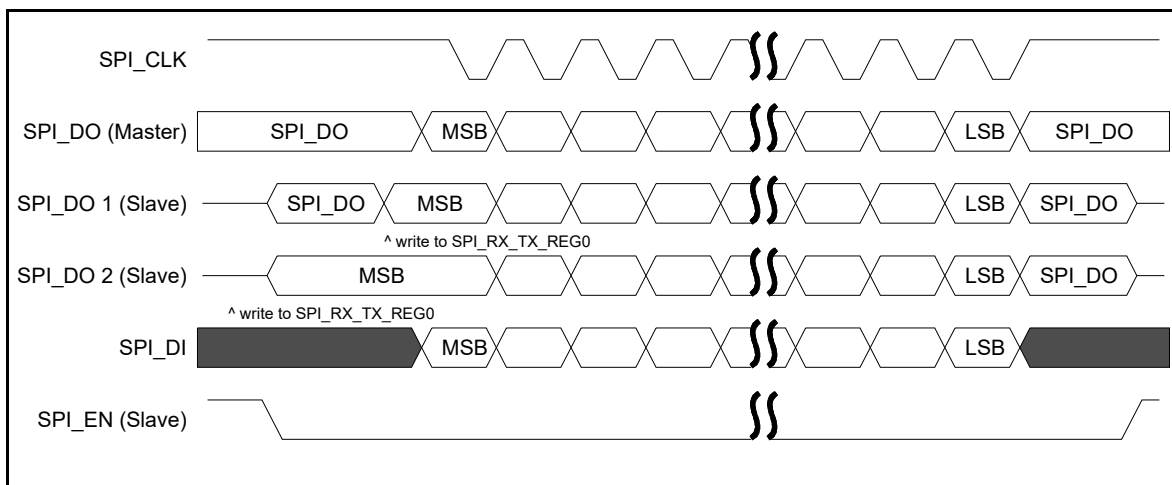 SPI_CLK
SPI_DO (Master) SPI_DO MSB LSB SPI_DO
SPI_DO 1 (Slave) SPI_DO MSB LSB SPI_DO
^ write to SPI_RX_TX_REG0
SPI_DO 2 (Slave) MSB LSB SPI_DO
^ write to SPI_RX_TX_REG0
SPI_DI MSB LSB
SPI_EN (Slave)